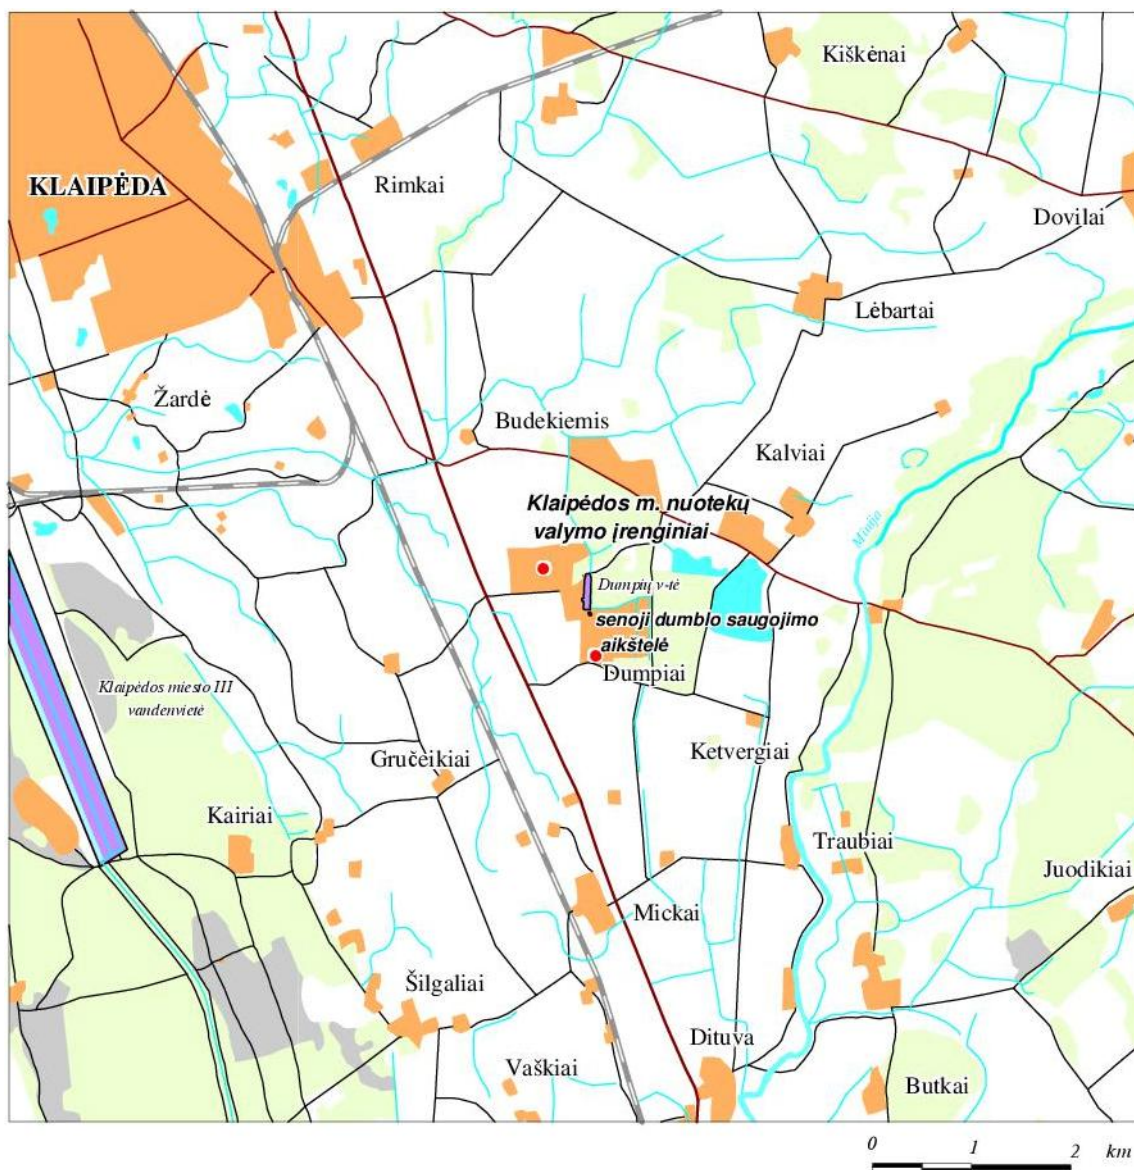 Kiškėnai
KLAIPĖDA
Rimkai
Dovilai
Lėbartai
Žardė
Budekiemis
Kalviai
Klaipėdos m. nuotekų
valymo įrenginiai
Minija
Dumpių v-tė
senoji dumblo saugojimo
aikštelė
Dumpiai
Klaipėdos miesto III
vandenvietė
Ketvergiai
Gručeikiai
Kairiai
Traubiai
Juodikiai
Mickai
Šilgaliai
Dituva
Vaškiai
Butkai
0 1 2 km